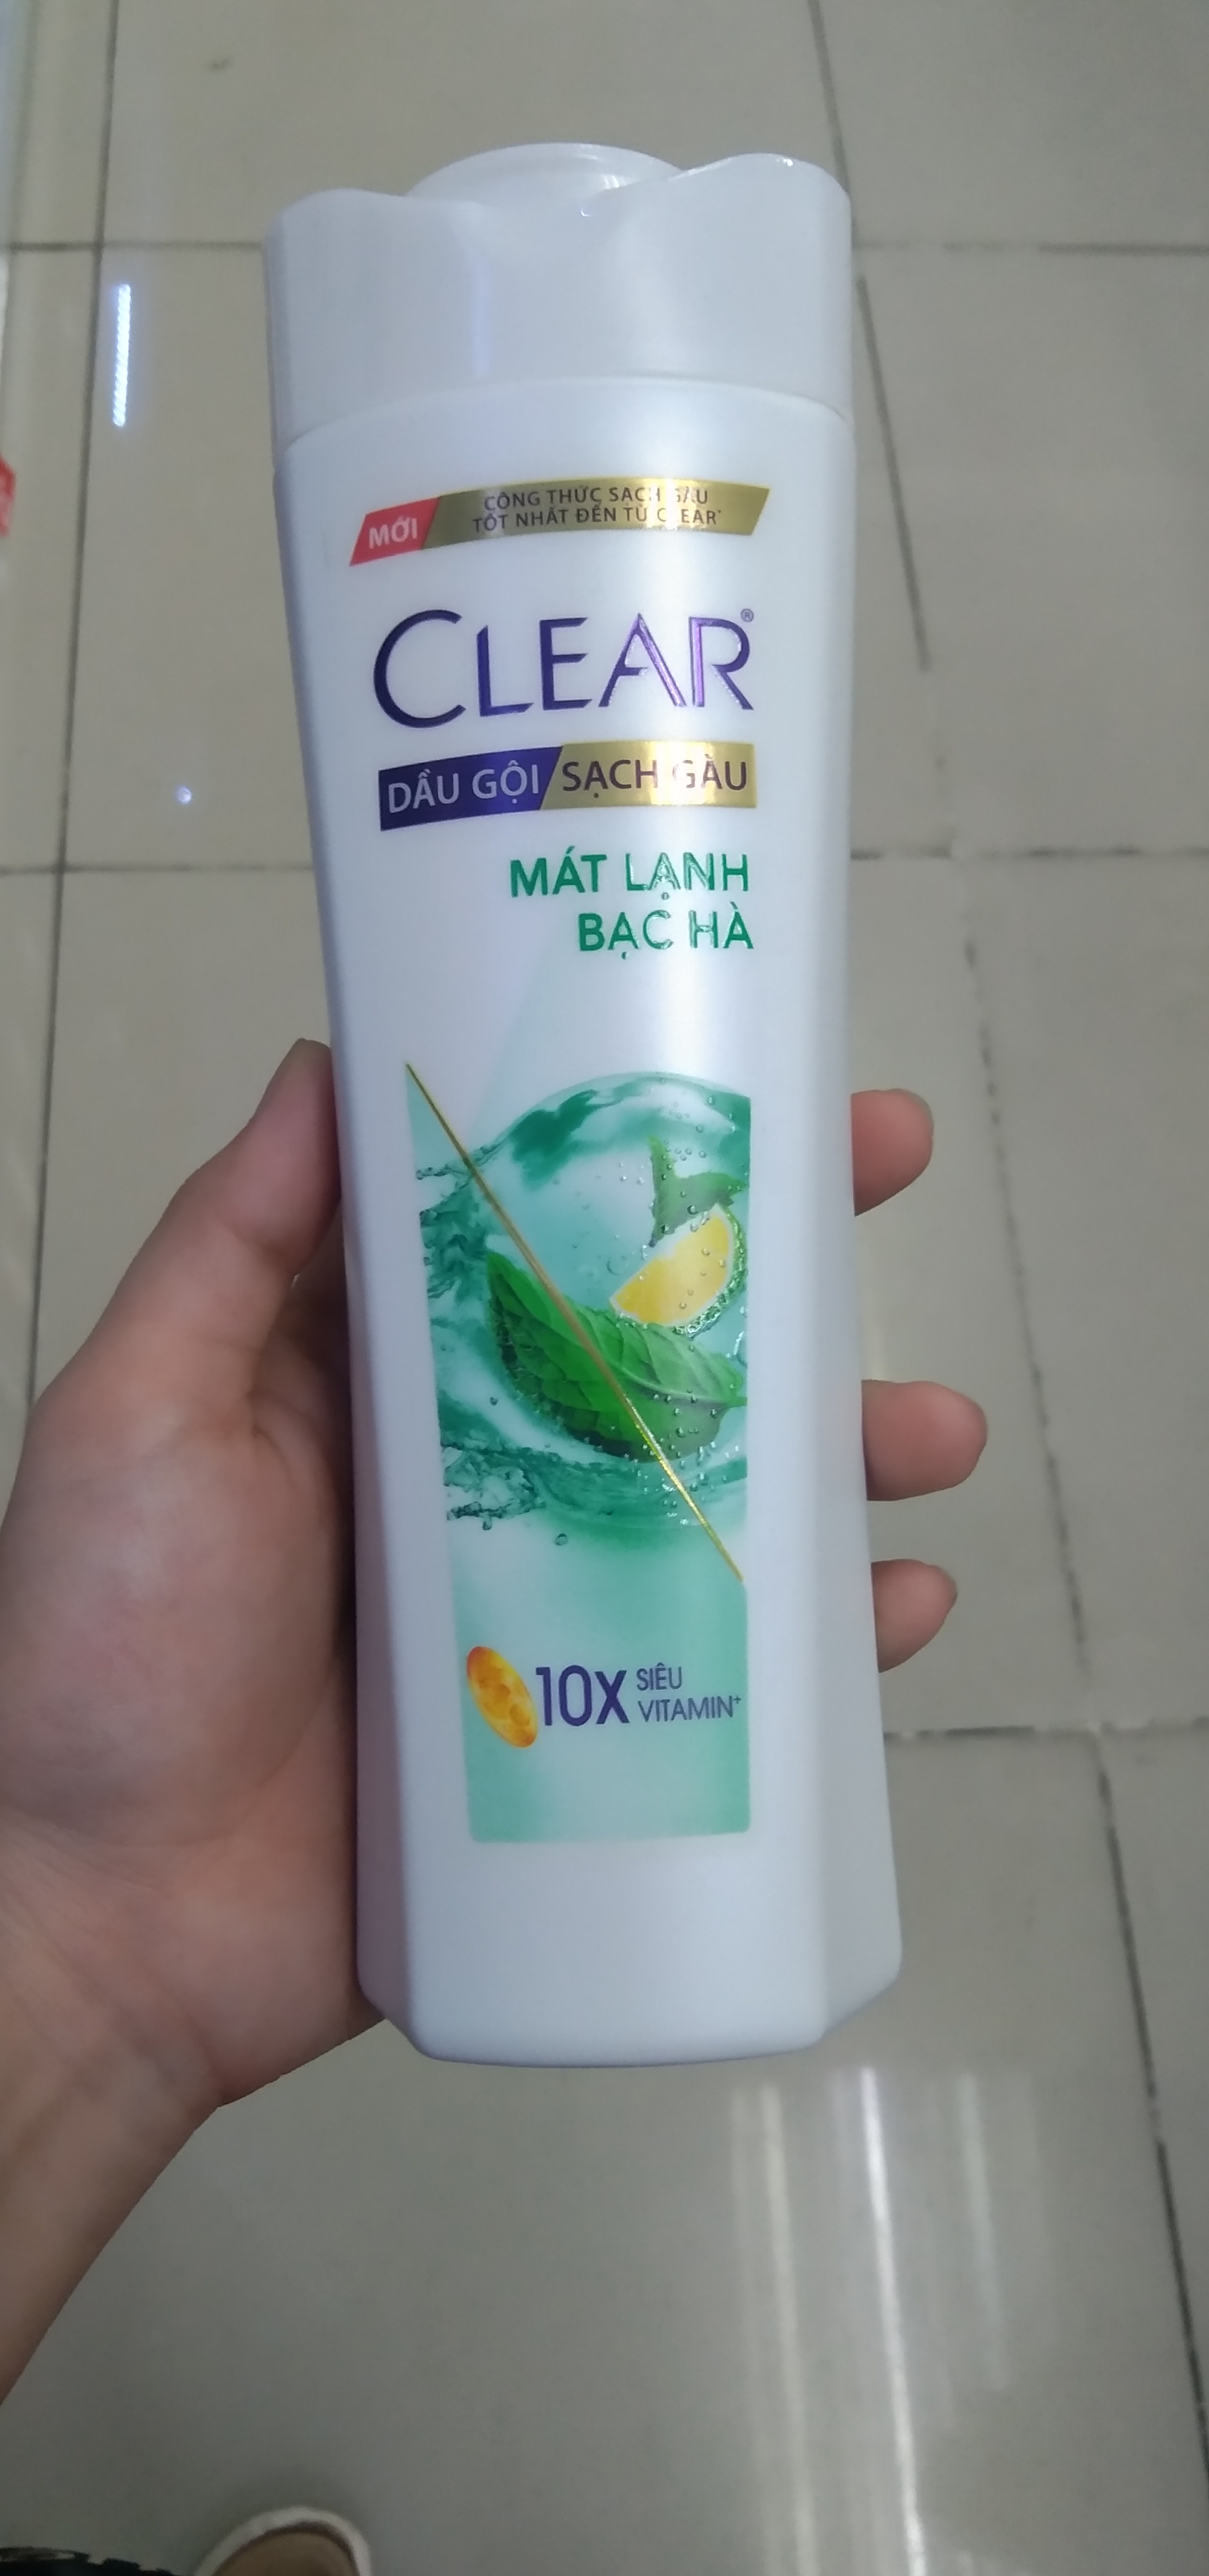 MỚI
CÔNG THỨC SẠCH GÀU
TỐT NHẤT ĐẾN TỪ CLEAR*
CLEAR®
DẦU GỘI SẠCH GÀU
MÁT LẠNH
BẠC HÀ
10X SIÊU
VITAMIN+